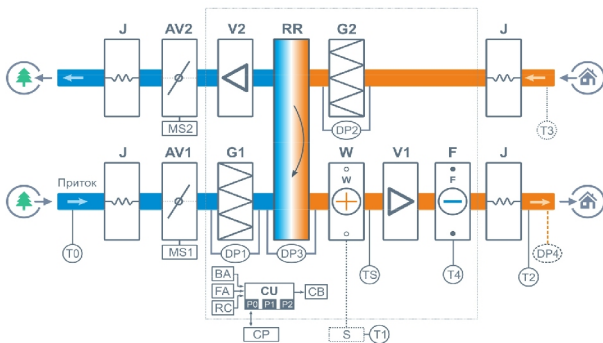 J AV2 V2 RR G2 J
MS2
DP2
T3
J AV1 G1 W V1 F J
Приток
W
F
T0
MS1
DP1
DP3
TS
T4
T2
DP4
BA
FA
RC
CU
P0 P1 P2
CB
CP
S
T1